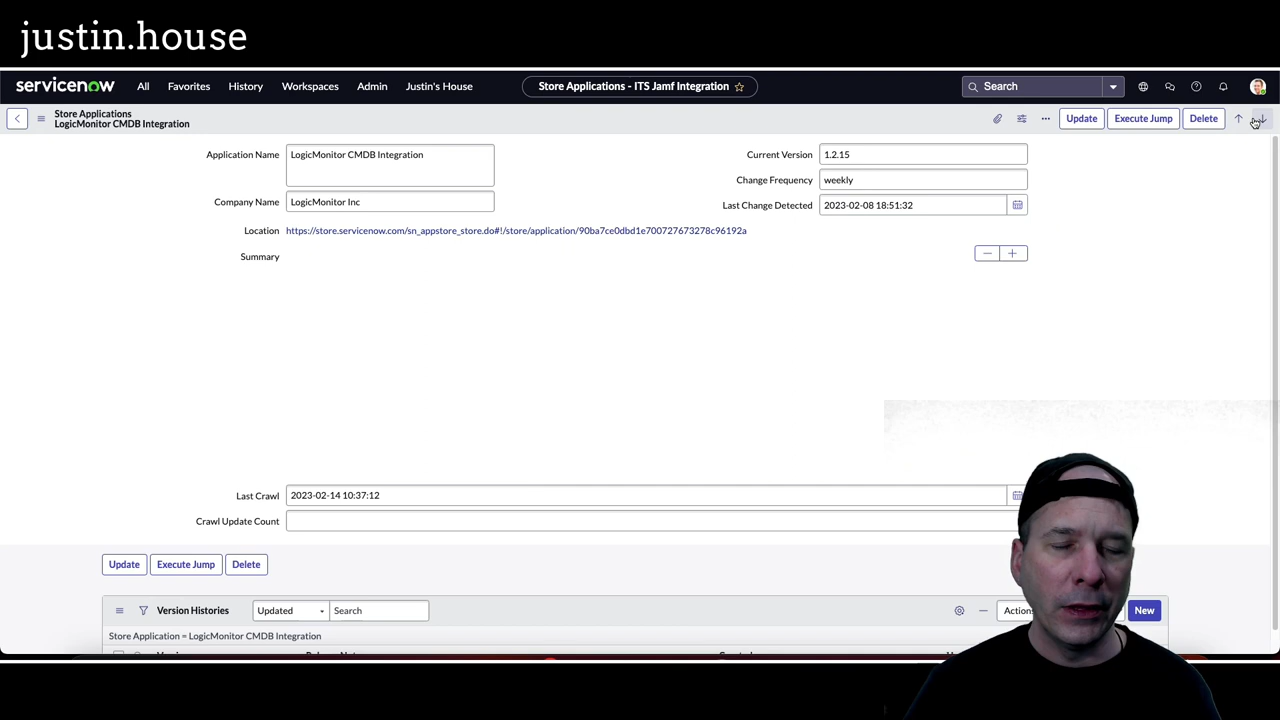 justin.house
servicenow
All
Favorites
History
Workspaces
Admin
Justin's House
Store Applications - ITS Jamf Integration
Search
Store Applications
LogicMonitor CMDB Integration
Update
Execute Jump
Delete
Application Name
LogicMonitor CMDB Integration
Current Version
1.2.15
Change Frequency
weekly
Company Name
LogicMonitor Inc
Last Change Detected
2023-02-08 18:51:32
Location
https://store.servicenow.com/sn_appstore_store.do#!/store/application/90ba7ce0dbd1e700727673278c96192a
Summary
Last Crawl
2023-02-14 10:37:12
Crawl Update Count
Update
Execute Jump
Delete
Version Histories
Updated
Search
Actions
New
Store Application = LogicMonitor CMDB Integration